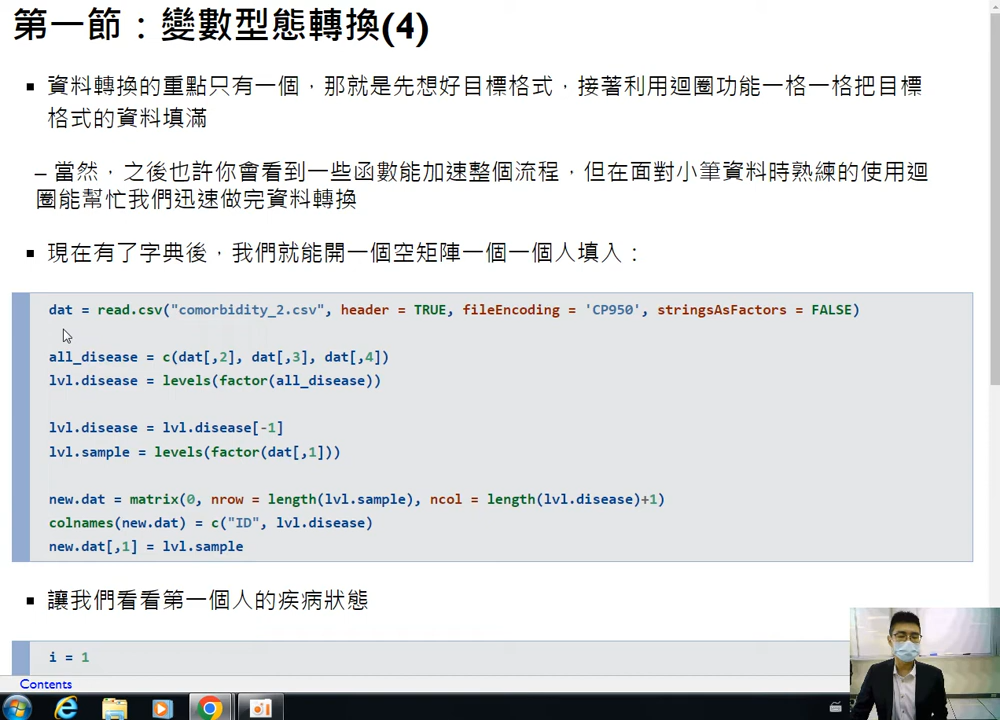 第一節：變數型態轉換(4)
資料轉換的重點只有一個，那就是先想好目標格式，接著利用迴圈功能一格一格把目標
格式的資料填滿
– 當然，之後也許你會看到一些函數能加速整個流程，但在面對小筆資料時熟練的使用迴
圈能幫忙我們迅速做完資料轉換
現在有了字典後，我們就能開一個空矩陣一個一個人填入：
dat = read.csv("comorbidity_2.csv", header = TRUE, fileEncoding = 'CP950', stringsAsFactors = FALSE)
all_disease = c(dat[,2], dat[,3], dat[,4])
lvl.disease = levels(factor(all_disease))
lvl.disease = lvl.disease[-1]
lvl.sample = levels(factor(dat[,1]))
new.dat = matrix(0, nrow = length(lvl.sample), ncol = length(lvl.disease)+1)
colnames(new.dat) = c("ID", lvl.disease)
new.dat[,1] = lvl.sample
讓我們看看第一個人的疾病狀態
i = 1
Contents